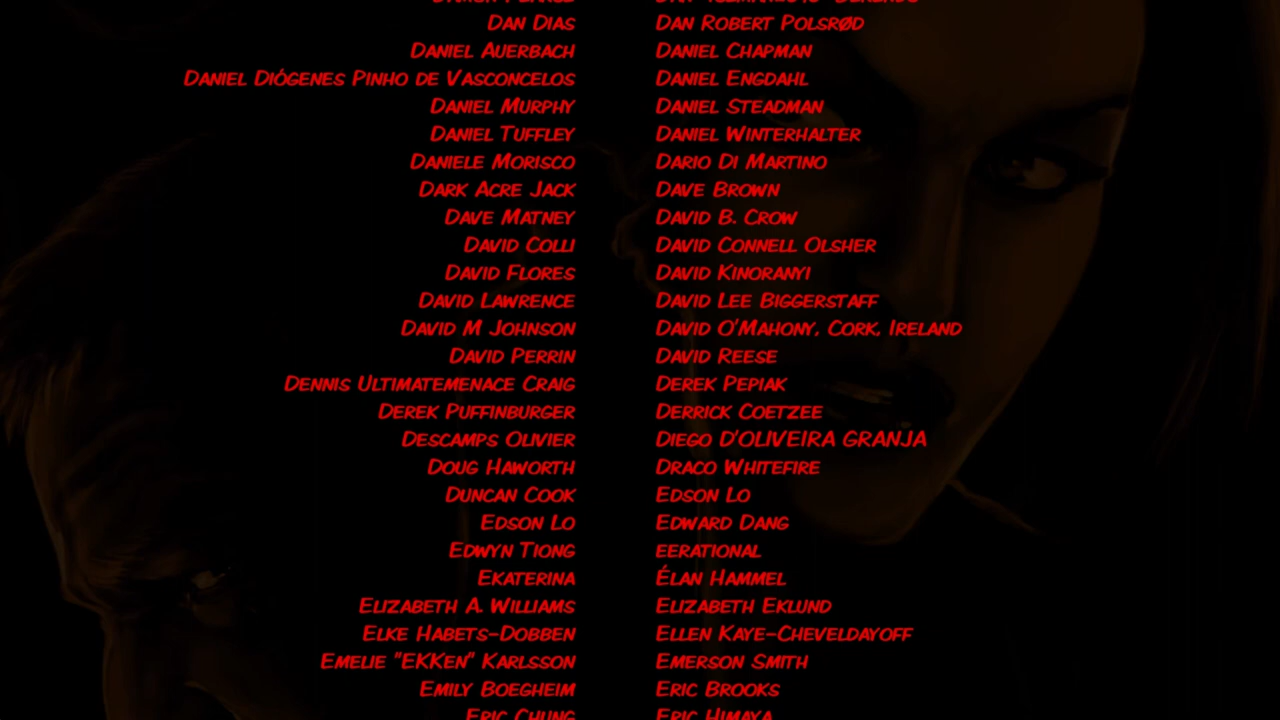 Dan Dias Dan Robert Polsrød
Daniel Auerbach Daniel Chapman
Daniel Diógenes Pinho de Vasconcelos Daniel Engdahl
Daniel Murphy Daniel Steadman
Daniel Tuffley Daniel Winterhalter
Daniele Morisco Dario Di Martino
Dark Acre Jack Dave Brown
Dave Matney David B. Crow
David Colli David Connell Olsher
David Flores David Kinoranyi
David Lawrence David Lee Biggerstaff
David M Johnson David O'Mahony, Cork, Ireland
David Perrin David Reese
Dennis Ultimatemenace Craig Derek Pepiak
Derek Puffinburger Derrick Coetzee
Descamps Olivier Diego D'OLIVEIRA GRANJA
Doug Haworth Draco Whitefire
Duncan Cook Edson Lo
Edson Lo Edward Dang
Edwyn Tiong eerational
Ekaterina Élan Hammel
Elizabeth A. Williams Elizabeth Eklund
Elke Habets-Dobben Ellen Kaye-Cheveldayoff
Emelie "EKKen" Karlsson Emerson Smith
Emily Boegheim Eric Brooks
Eric Chung Eric Himaya